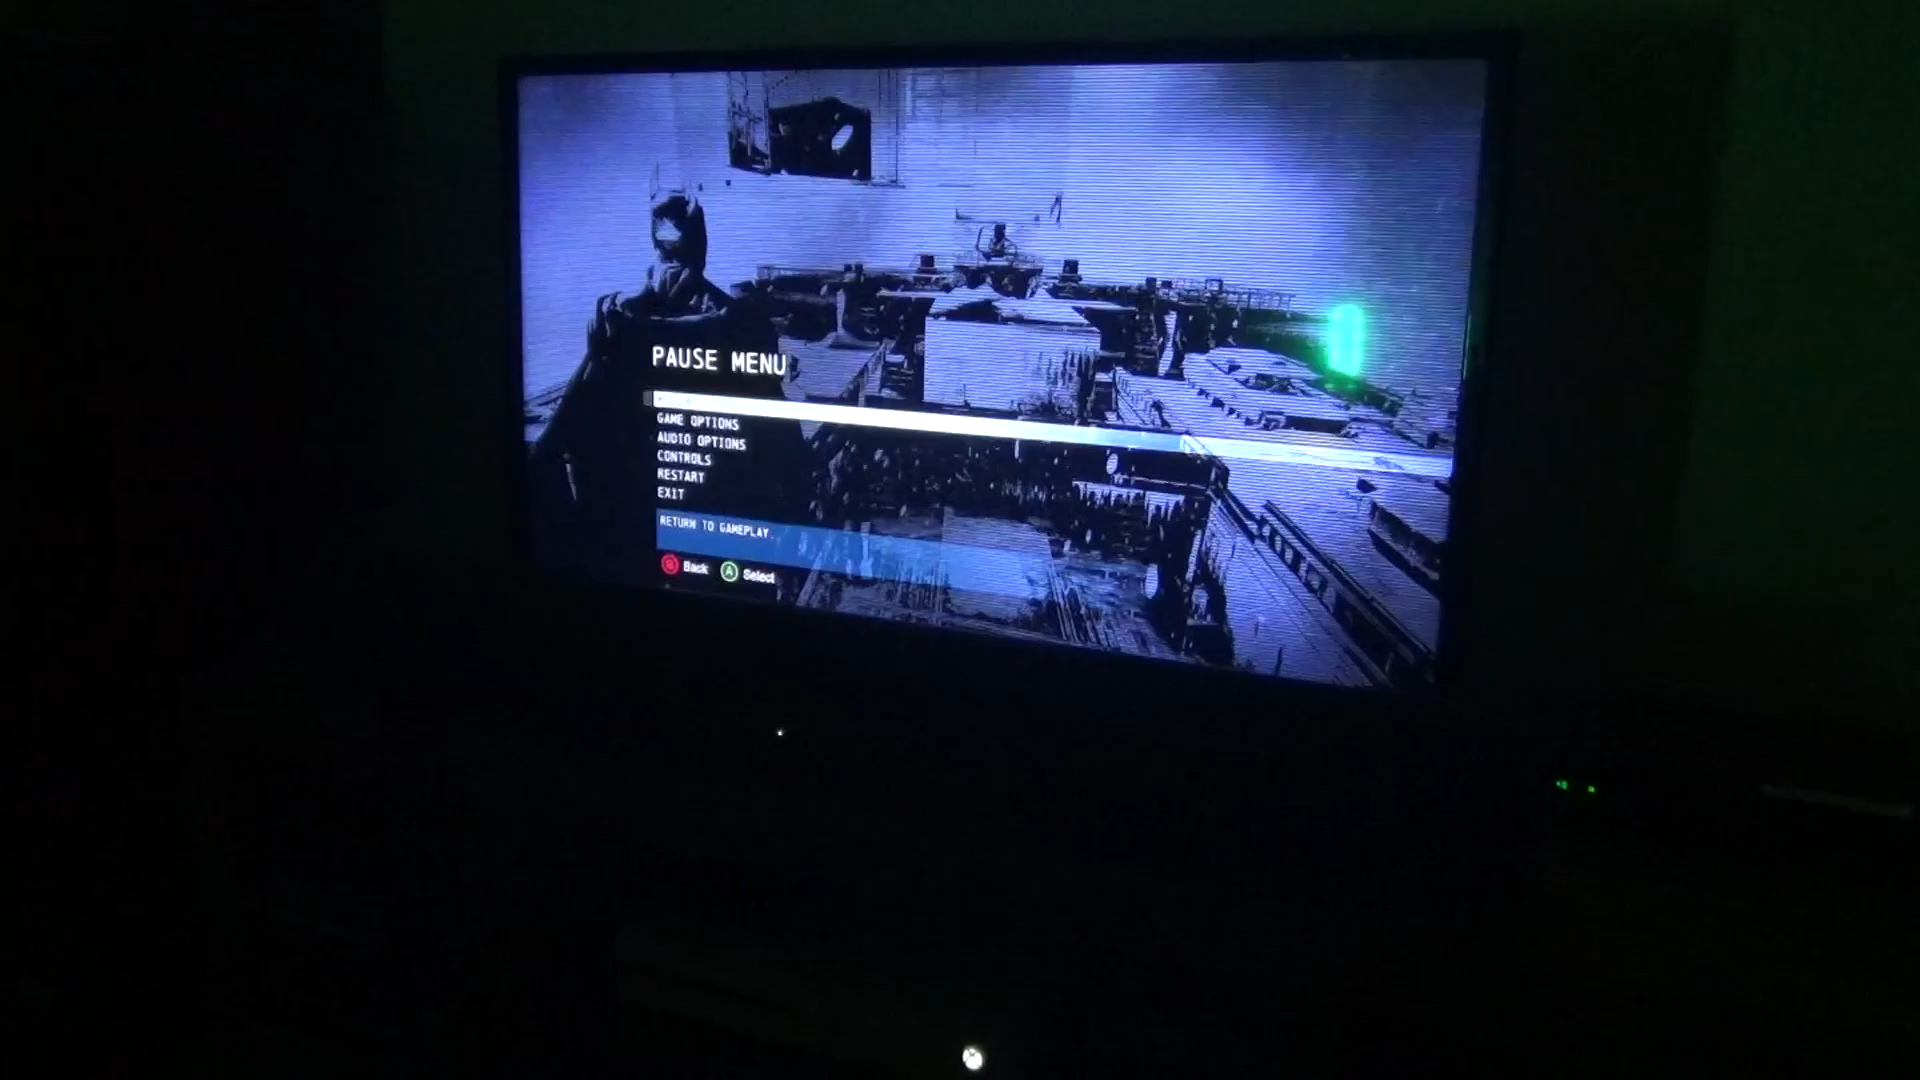 PAUSE MENU
GAME OPTIONS
AUDIO OPTIONS
CONTROLS
RESTART
EXIT
RETURN TO GAMEPLAY.
B Back A Select